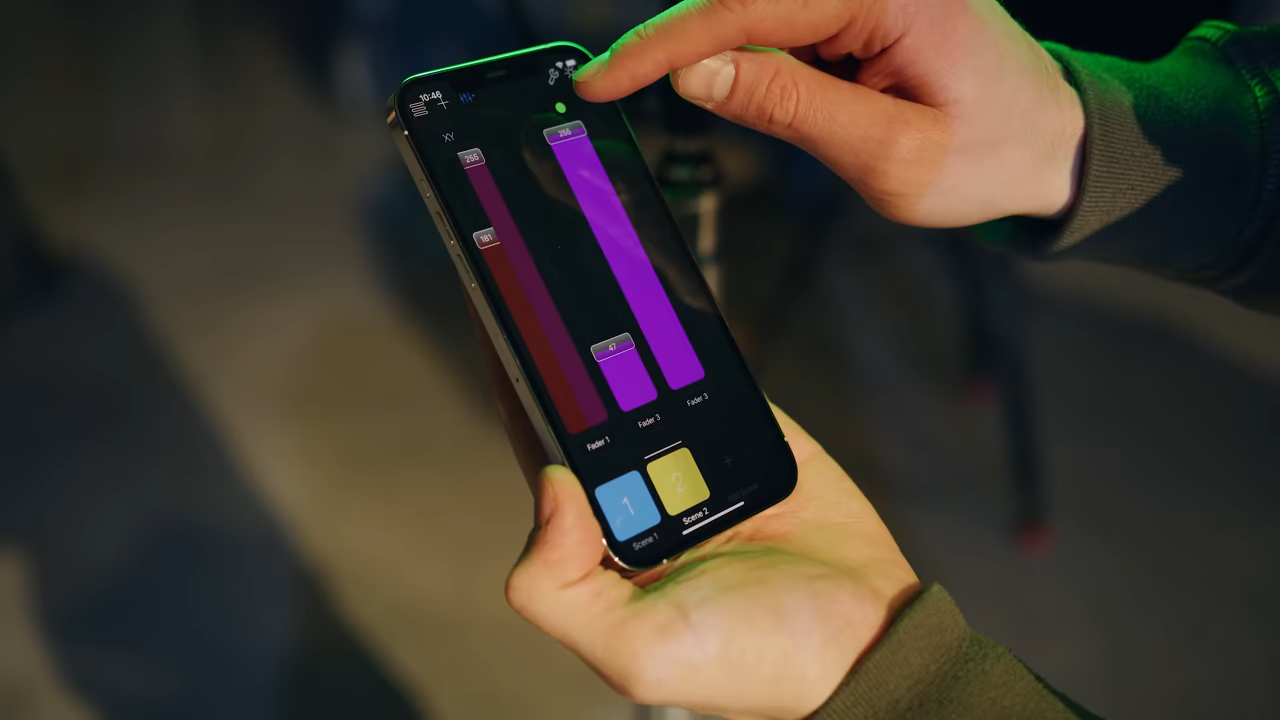 10:46
XY
255
255
181
47
Fader 1
Fader 3
Fader 3
1
2
Scene 1
Scene 2